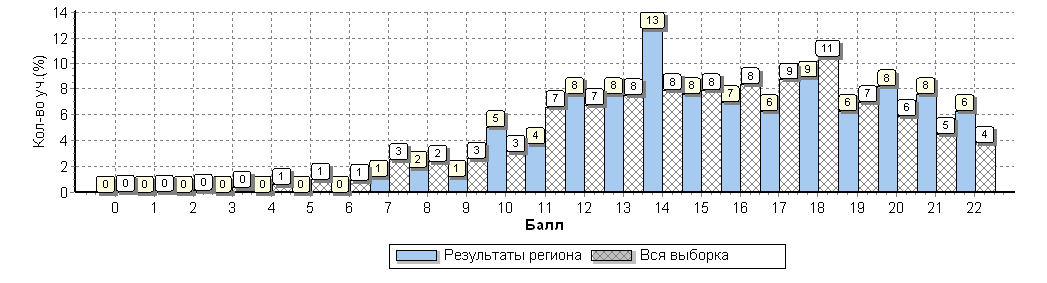 14
12
10
8
6
4
2
0
Кол-во уч.(%)
0 0 0 0 0 0 0 0 0 1 0 1 0 1 1 3 2 2 1 3 5 3 4 7 8 7 8 8 13 8 8 8 7 8 6 9 9 11 6 7 8 6 8 5 6 4
0 1 2 3 4 5 6 7 8 9 10 11 12 13 14 15 16 17 18 19 20 21 22
Балл
Результаты региона Вся выборка